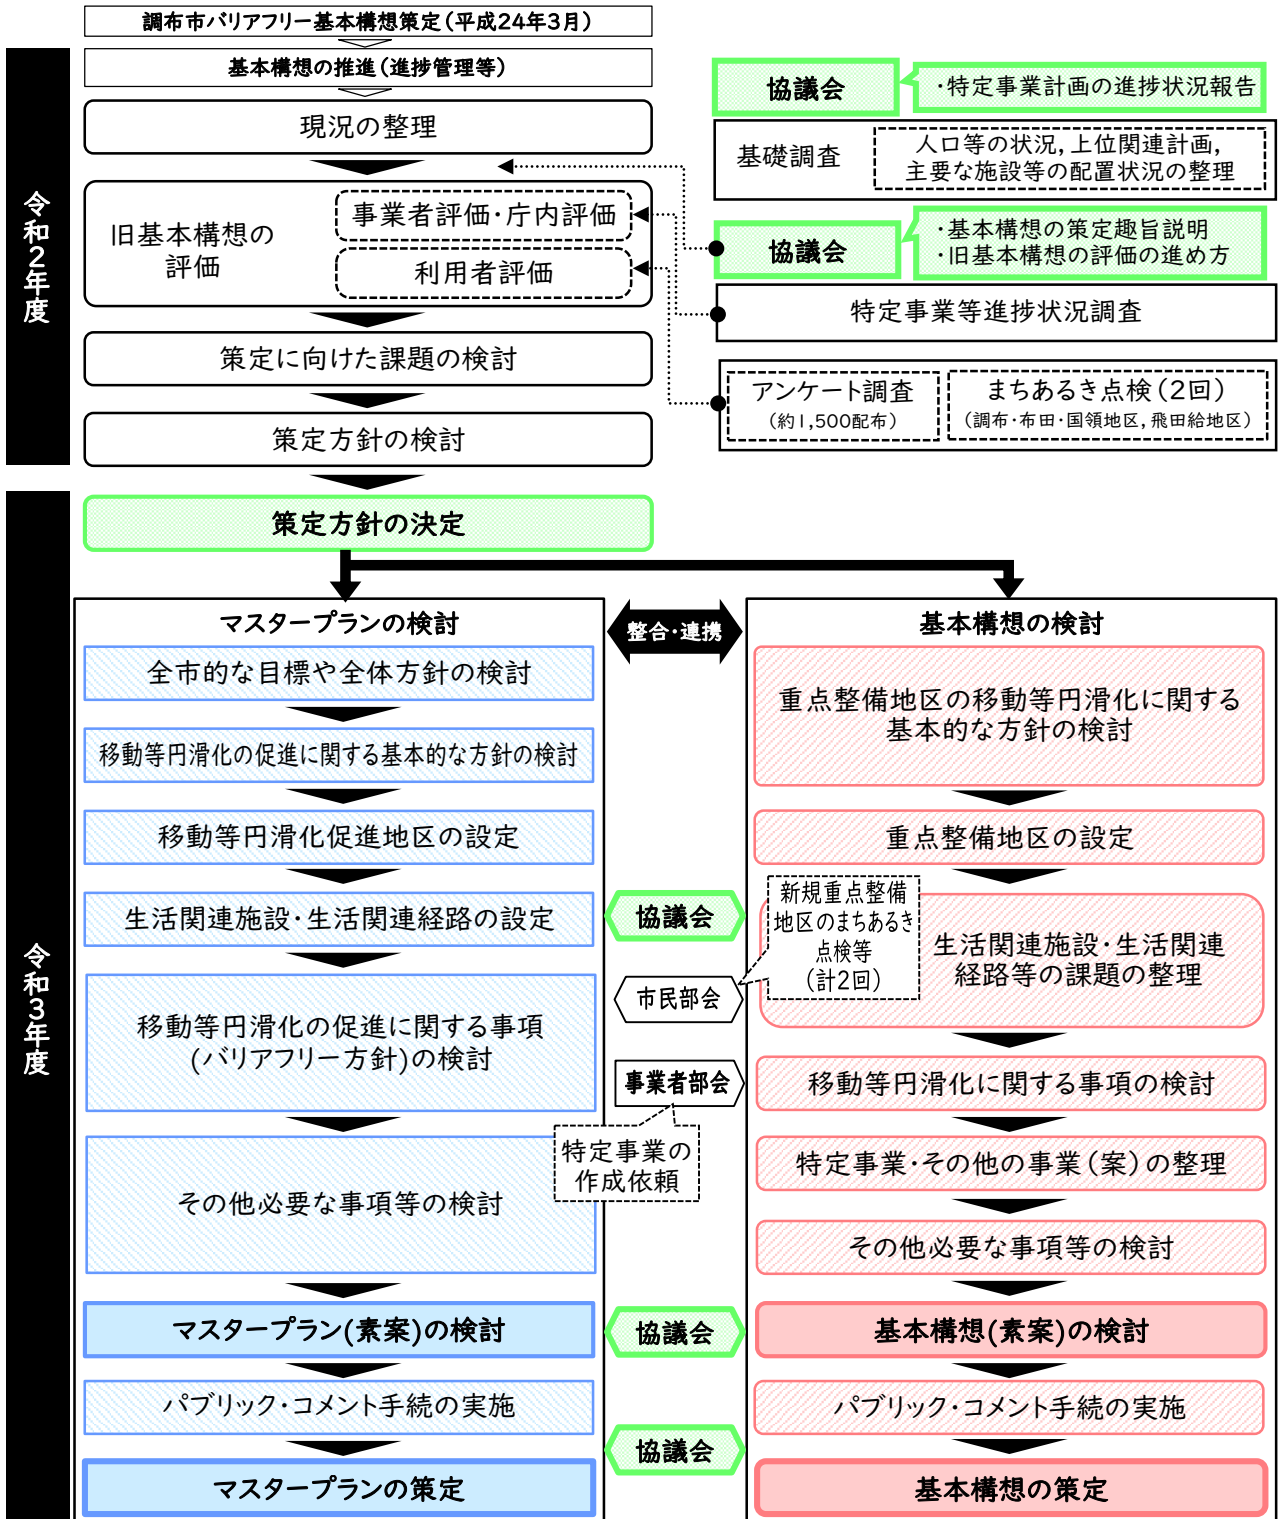 調布市バリアフリー基本構想策定（平成24年3月）
令和2年度
基本構想の推進（進捗管理等）
現況の整理
旧基本構想の
評価
事業者評価・庁内評価
利用者評価
策定に向けた課題の検討
策定方針の検討
協議会
・特定事業計画の進捗状況報告
基礎調査
人口等の状況，上位関連計画，
主要な施設等の配置状況の整理
協議会
・基本構想の策定趣旨説明
・旧基本構想の評価の進め方
特定事業等進捗状況調査
アンケート調査
（約1,500配布）
まちあるき点検（2回）
（調布・布田・国領地区，飛田給地区）
令和3年度
策定方針の決定
マスタープランの検討
全市的な目標や全体方針の検討
移動等円滑化の促進に関する基本的な方針の検討
移動等円滑化促進地区の設定
生活関連施設・生活関連経路の設定
移動等円滑化の促進に関する事項
(バリアフリー方針)の検討
その他必要な事項等の検討
マスタープラン(素案)の検討
パブリック・コメント手続の実施
マスタープランの策定
整合・連携
協議会
市民部会
事業者部会
特定事業の
作成依頼
協議会
協議会
基本構想の検討
重点整備地区の移動等円滑化に関する
基本的な方針の検討
重点整備地区の設定
新規重点整備
地区のまちあるき
点検等
（計2回）
生活関連施設・生活関連
経路等の課題の整理
移動等円滑化に関する事項の検討
特定事業・その他の事業（案）の整理
その他必要な事項等の検討
基本構想(素案)の検討
パブリック・コメント手続の実施
基本構想の策定